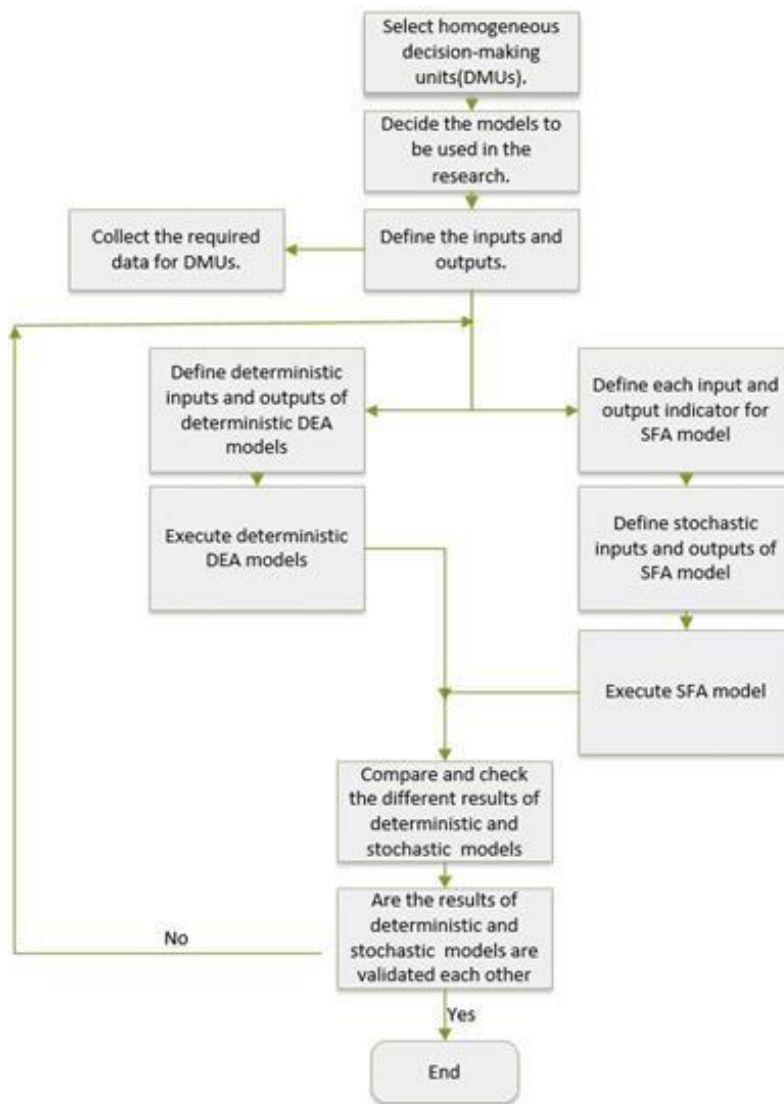 Select homogeneous
decision-making
units(DMUs).
Decide the models to
be used in the
research.
Collect the required
data for DMUs.
Define the inputs and
outputs.
Define deterministic
inputs and outputs of
deterministic DEA
models
Define each input and
output indicator for
SFA model
Execute deterministic
DEA models
Define stochastic
inputs and outputs of
SFA model
Execute SFA model
Compare and check
the different results of
deterministic and
stochastic models
Are the results of
deterministic and
stochastic models are
validated each other
No
Yes
End